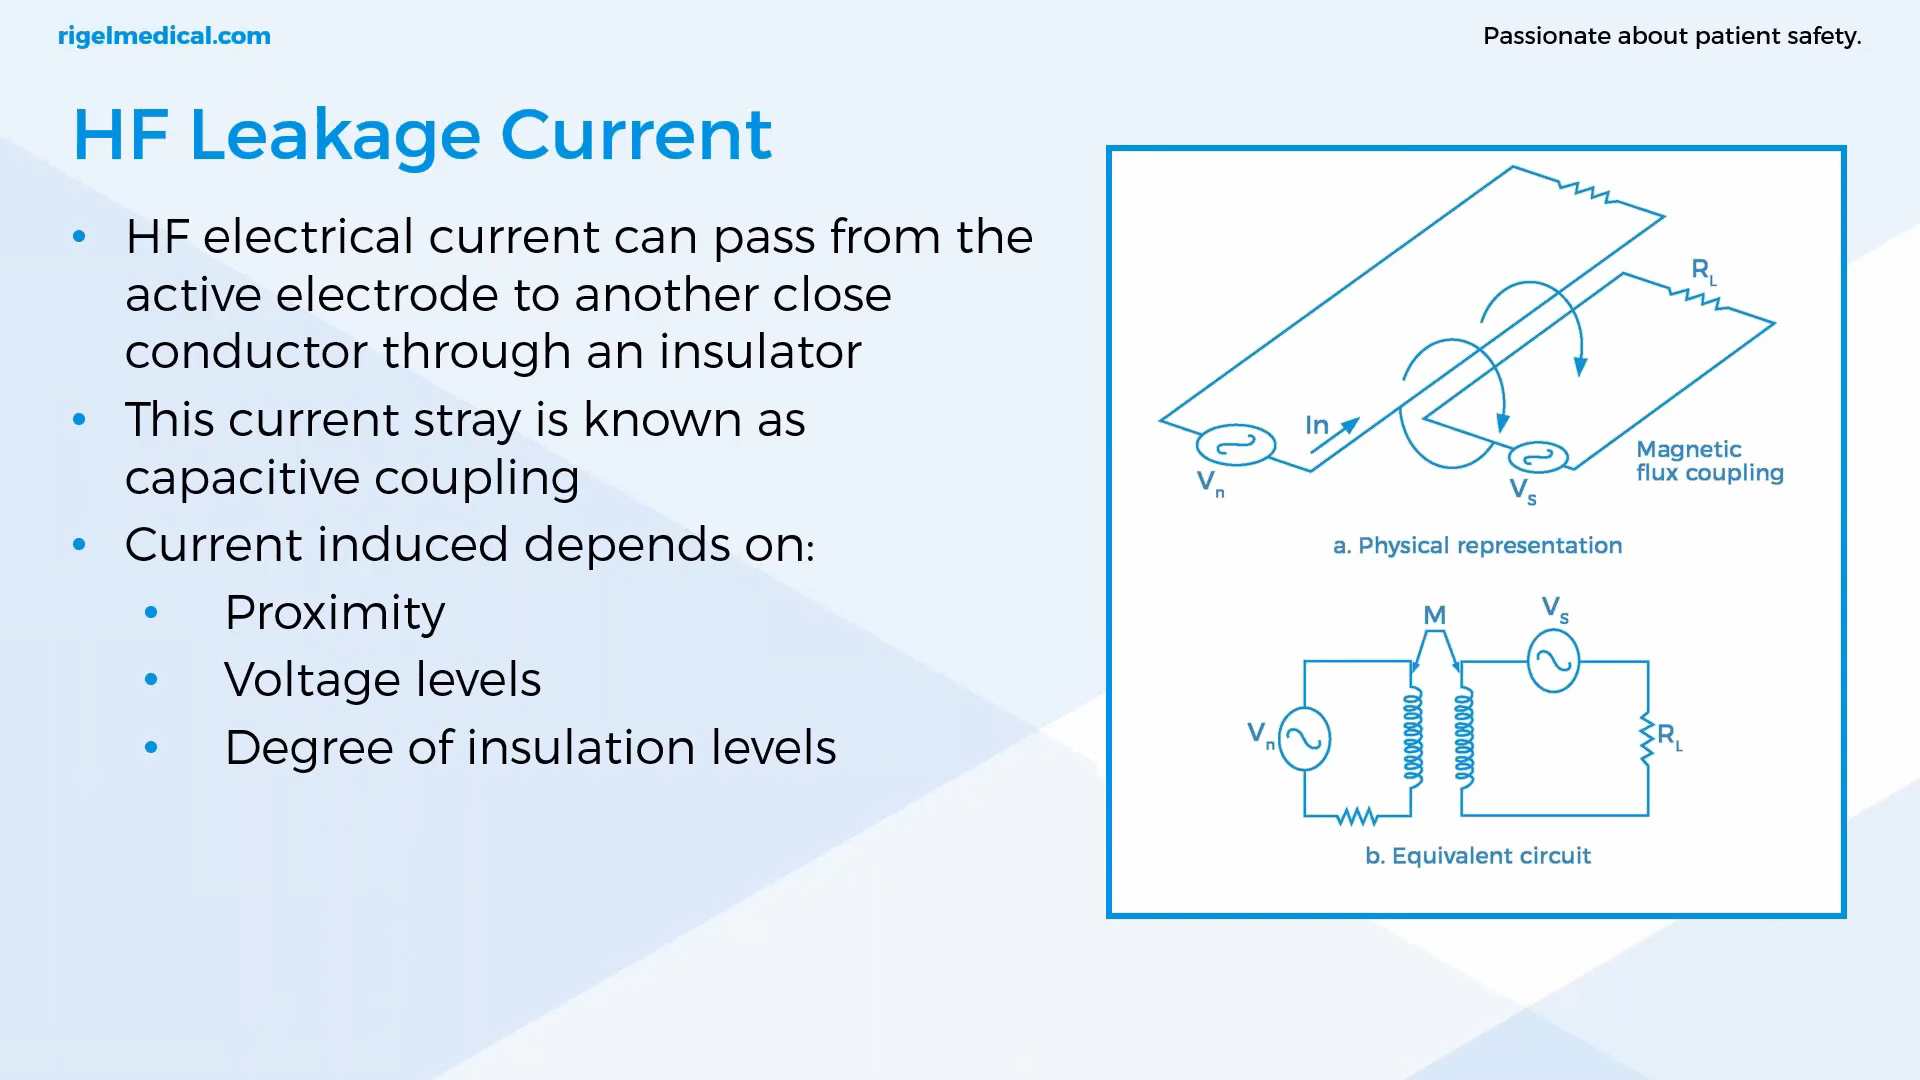 rigelmedical.com
Passionate about patient safety.
HF Leakage Current
• HF electrical current can pass from the
active electrode to another close
conductor through an insulator
• This current stray is known as
capacitive coupling
• Current induced depends on:
• Proximity
• Voltage levels
• Degree of insulation levels
RL
In
Vn
Vs
Magnetic
flux coupling
a. Physical representation
M
Vs
Vn
RL
b. Equivalent circuit